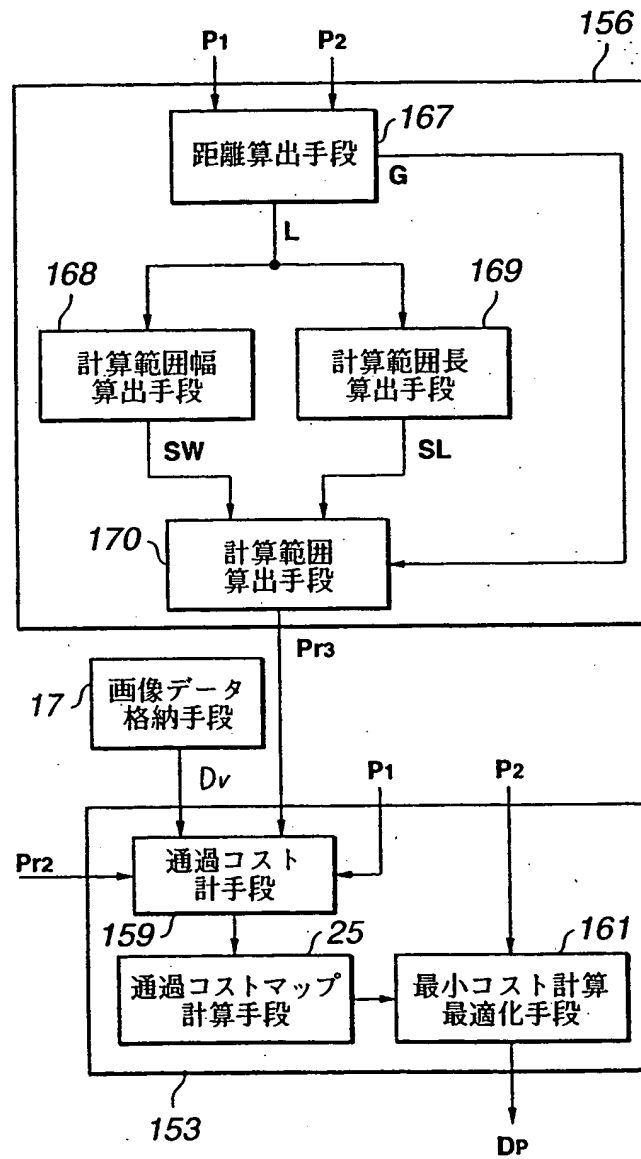 156
P1
P2
167
距離算出手段
G
L
168
169
計算範囲幅
算出手段
計算範囲長
算出手段
SW
SL
170
計算範囲
算出手段
Pr3
17
画像データ
格納手段
Dv
P1
P2
Pr2
通過コスト
計手段
159
25
161
通過コストマップ
計算手段
最小コスト計算
最適化手段
153
DP